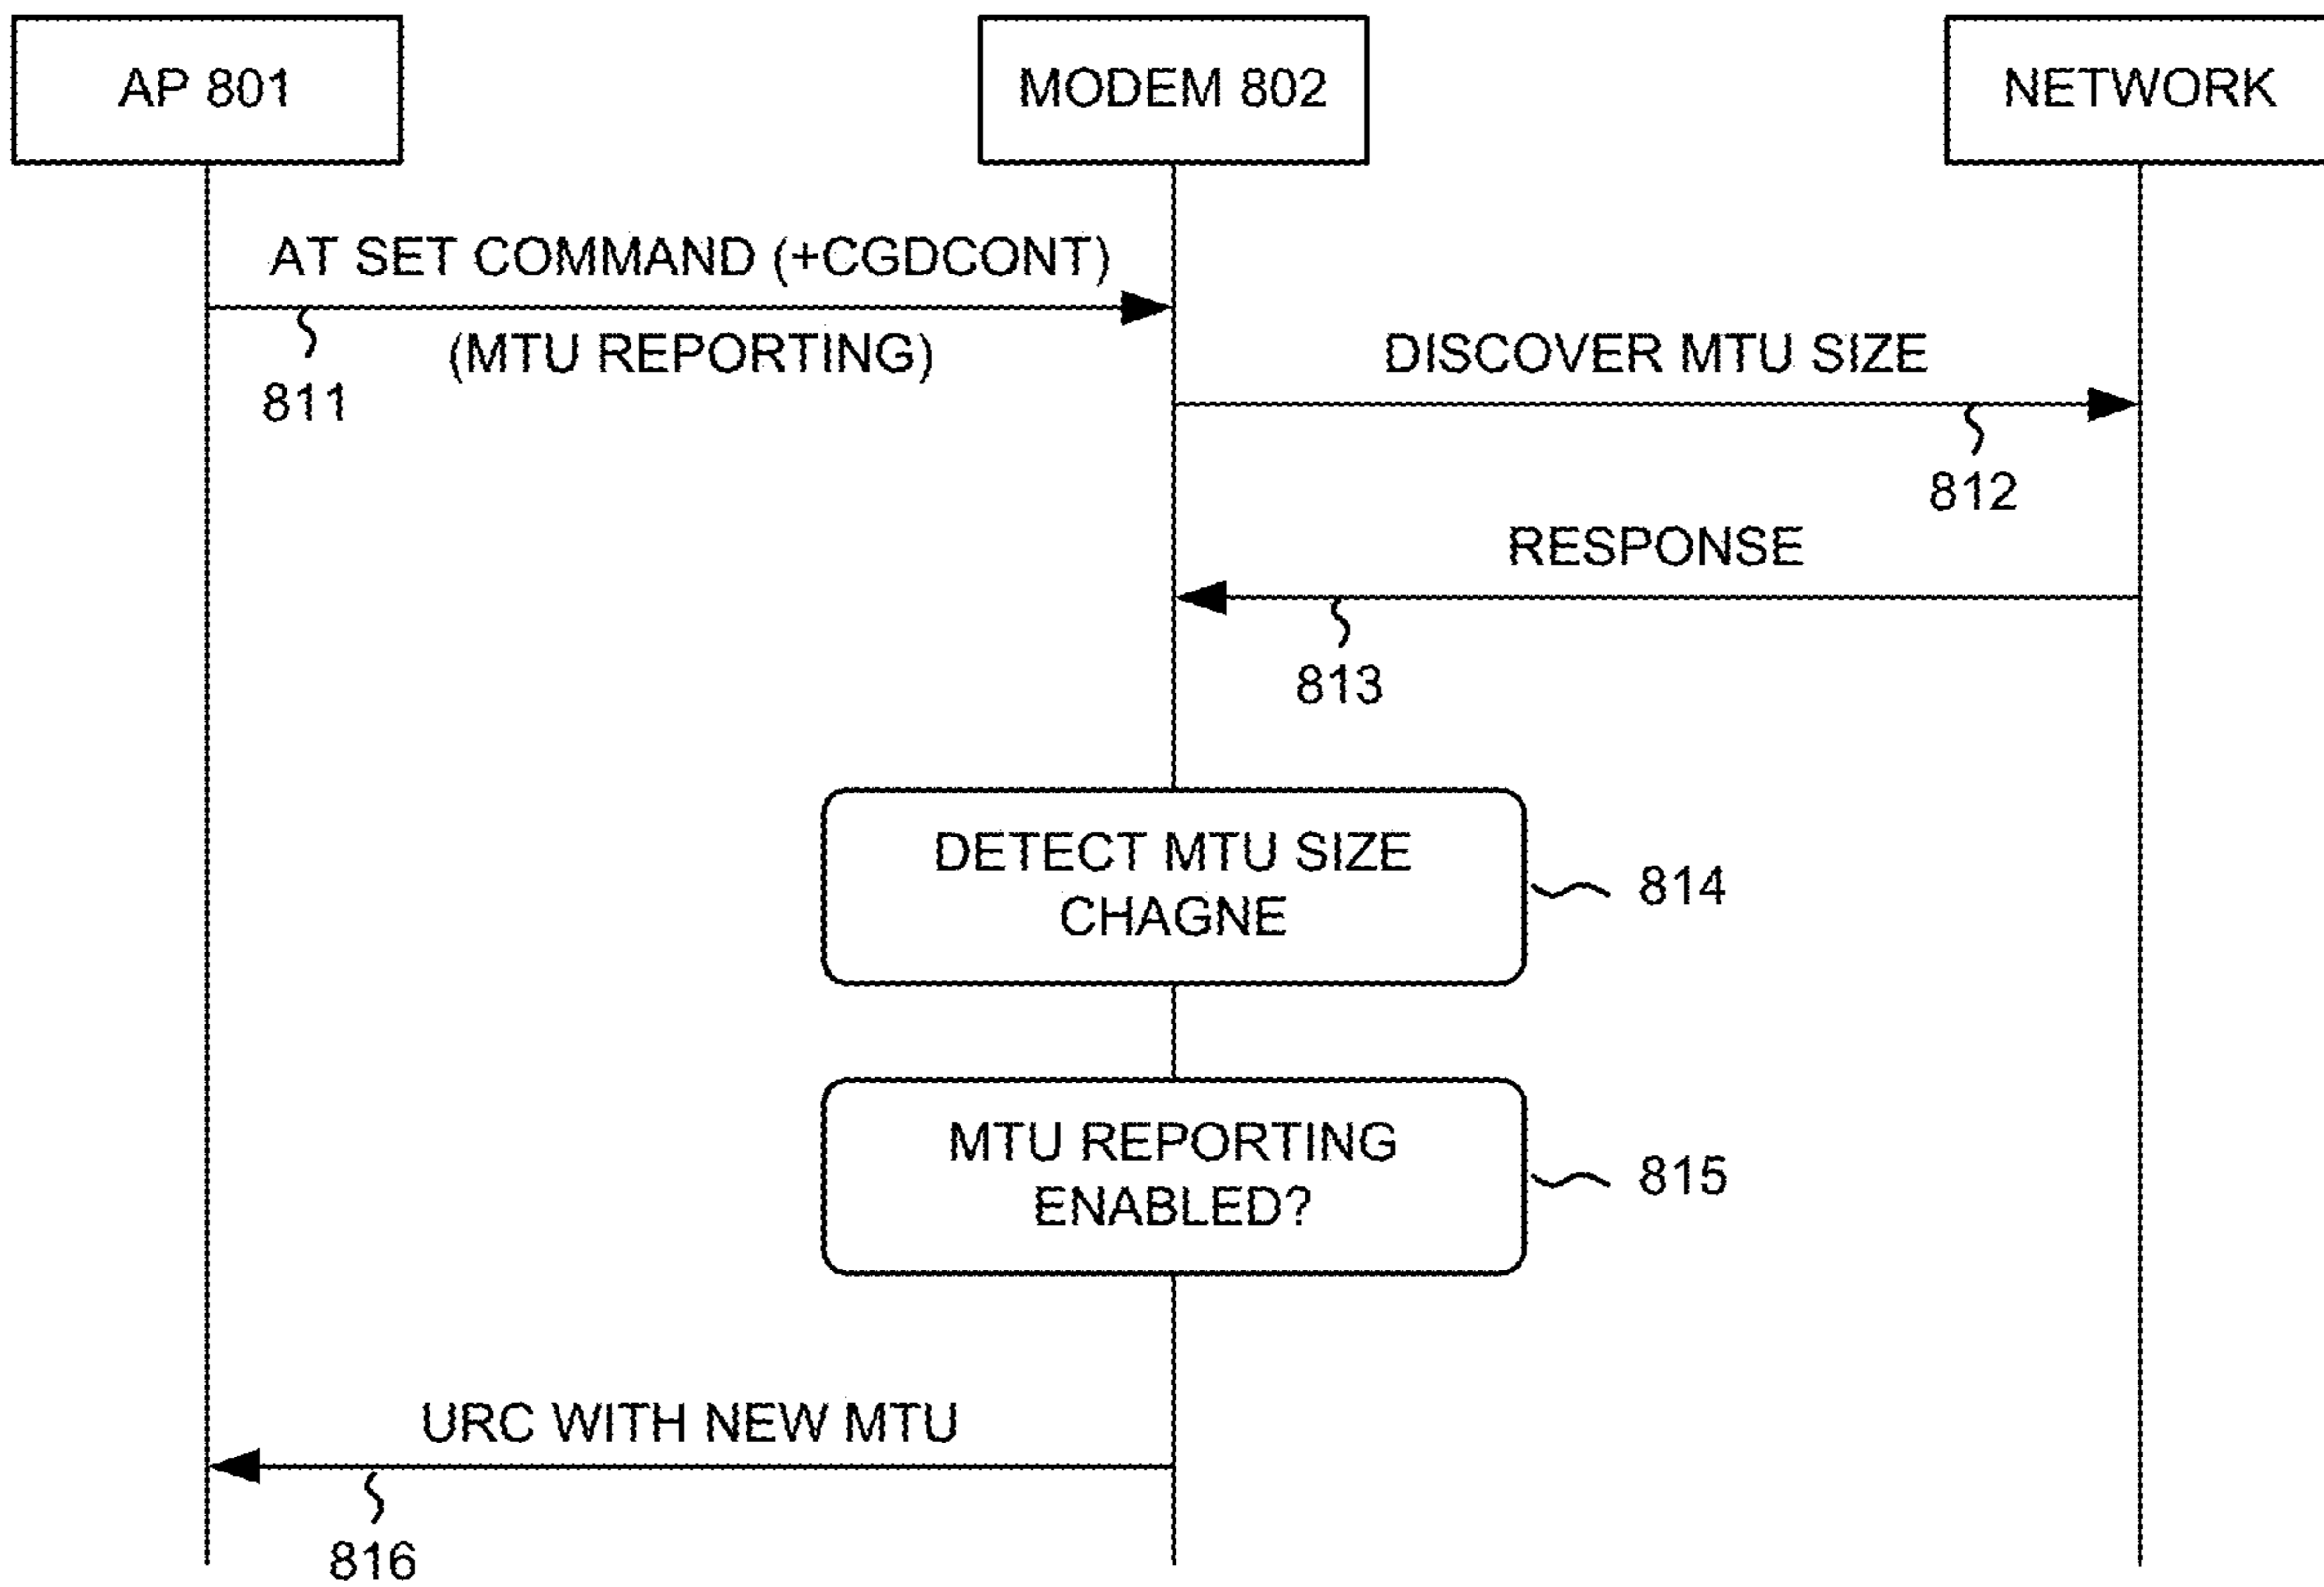 AP 801
MODEM 802
NETWORK
AT SET COMMAND (+CGDCONT)
(MTU REPORTING)
811
DISCOVER MTU SIZE
812
RESPONSE
813
DETECT MTU SIZE
CHAGNE
814
MTU REPORTING
ENABLED?
815
URC WITH NEW MTU
816